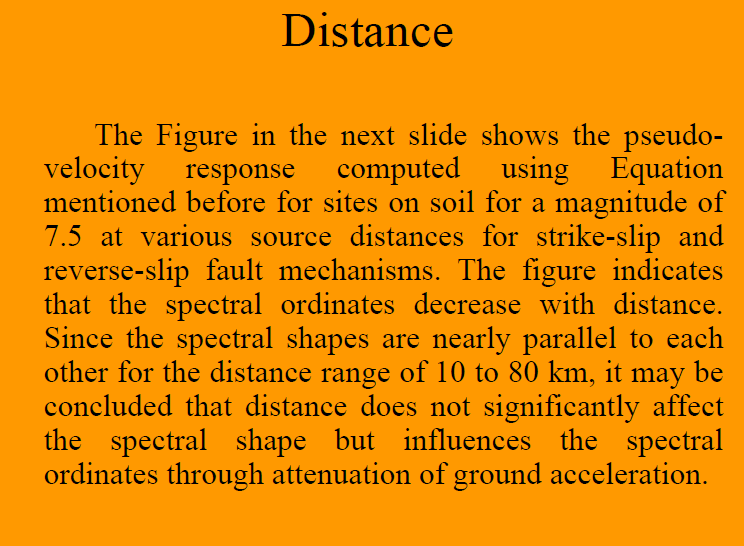 Distance
The Figure in the next slide shows the pseudo-
velocity response computed using Equation
mentioned before for sites on soil for a magnitude of
7.5 at various source distances for strike-slip and
reverse-slip fault mechanisms. The figure indicates
that the spectral ordinates decrease with distance.
Since the spectral shapes are nearly parallel to each
other for the distance range of 10 to 80 km, it may be
concluded that distance does not significantly affect
the spectral shape but influences the spectral
ordinates through attenuation of ground acceleration.